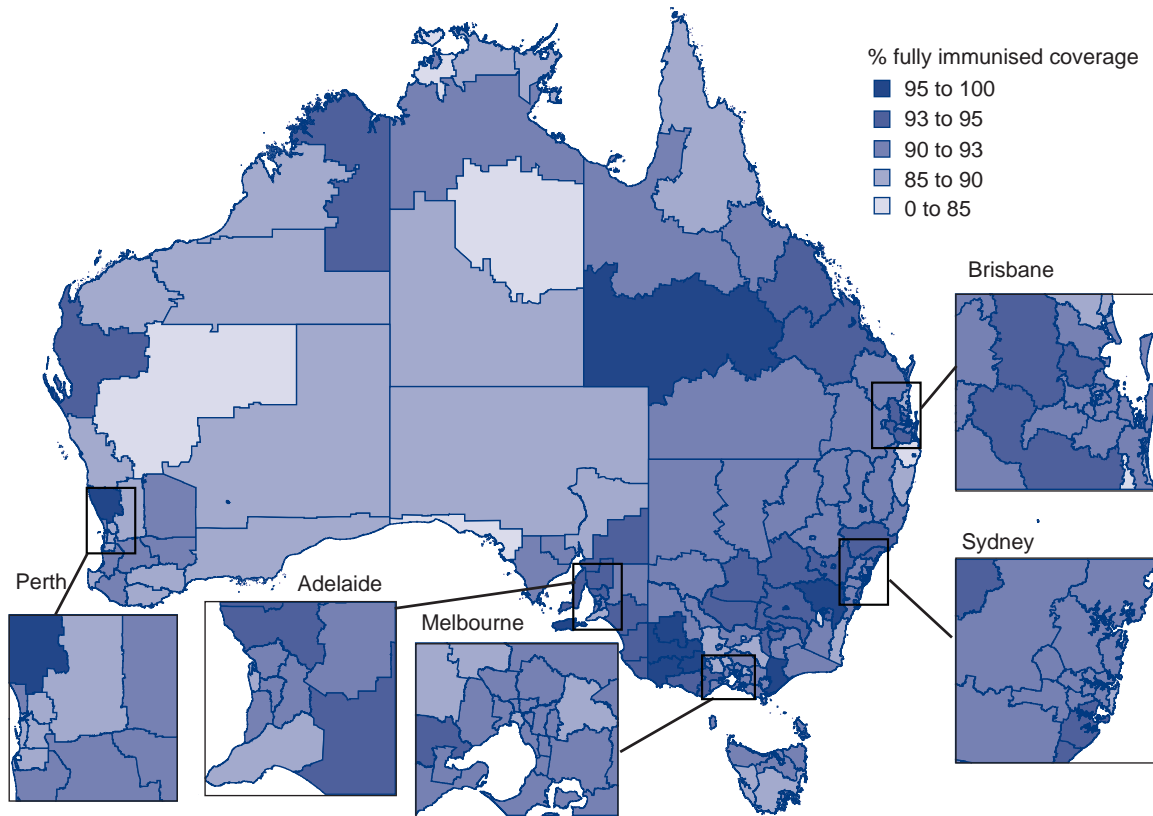 % fully immunised coverage
95 to 100
93 to 95
90 to 93
85 to 90
0 to 85
Brisbane
Sydney
Perth
Adelaide
Melbourne